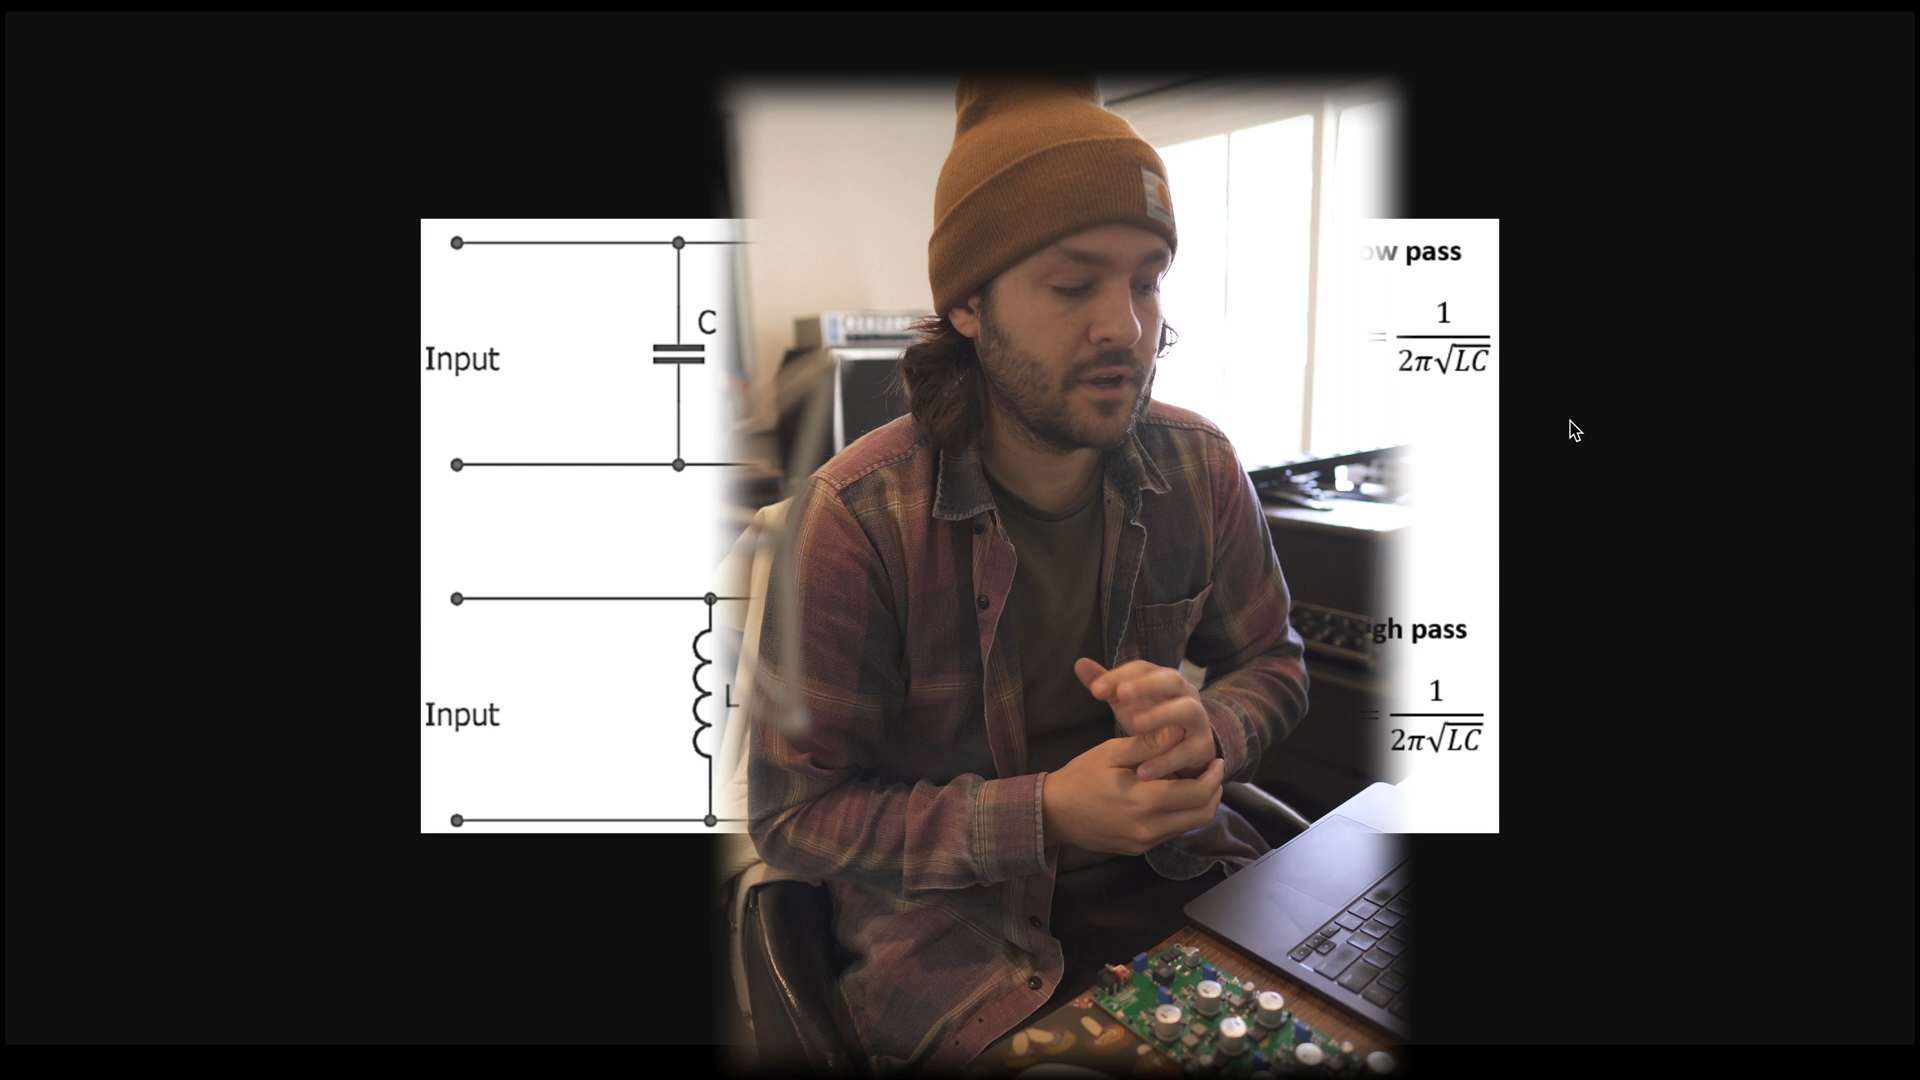 ow pass
C
Input
= 1 / 2π√LC
gh pass
L
Input
= 1 / 2π√LC